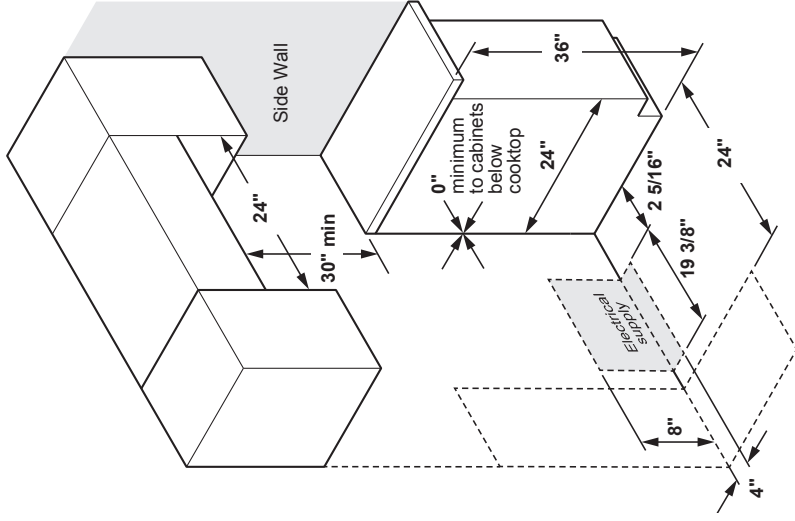 Side Wall
24"
30" min
36"
0"
minimum
to cabinets
below
cooktop
24"
2 5/16"
24"
19 3/8"
Electrical
supply
8"
4"